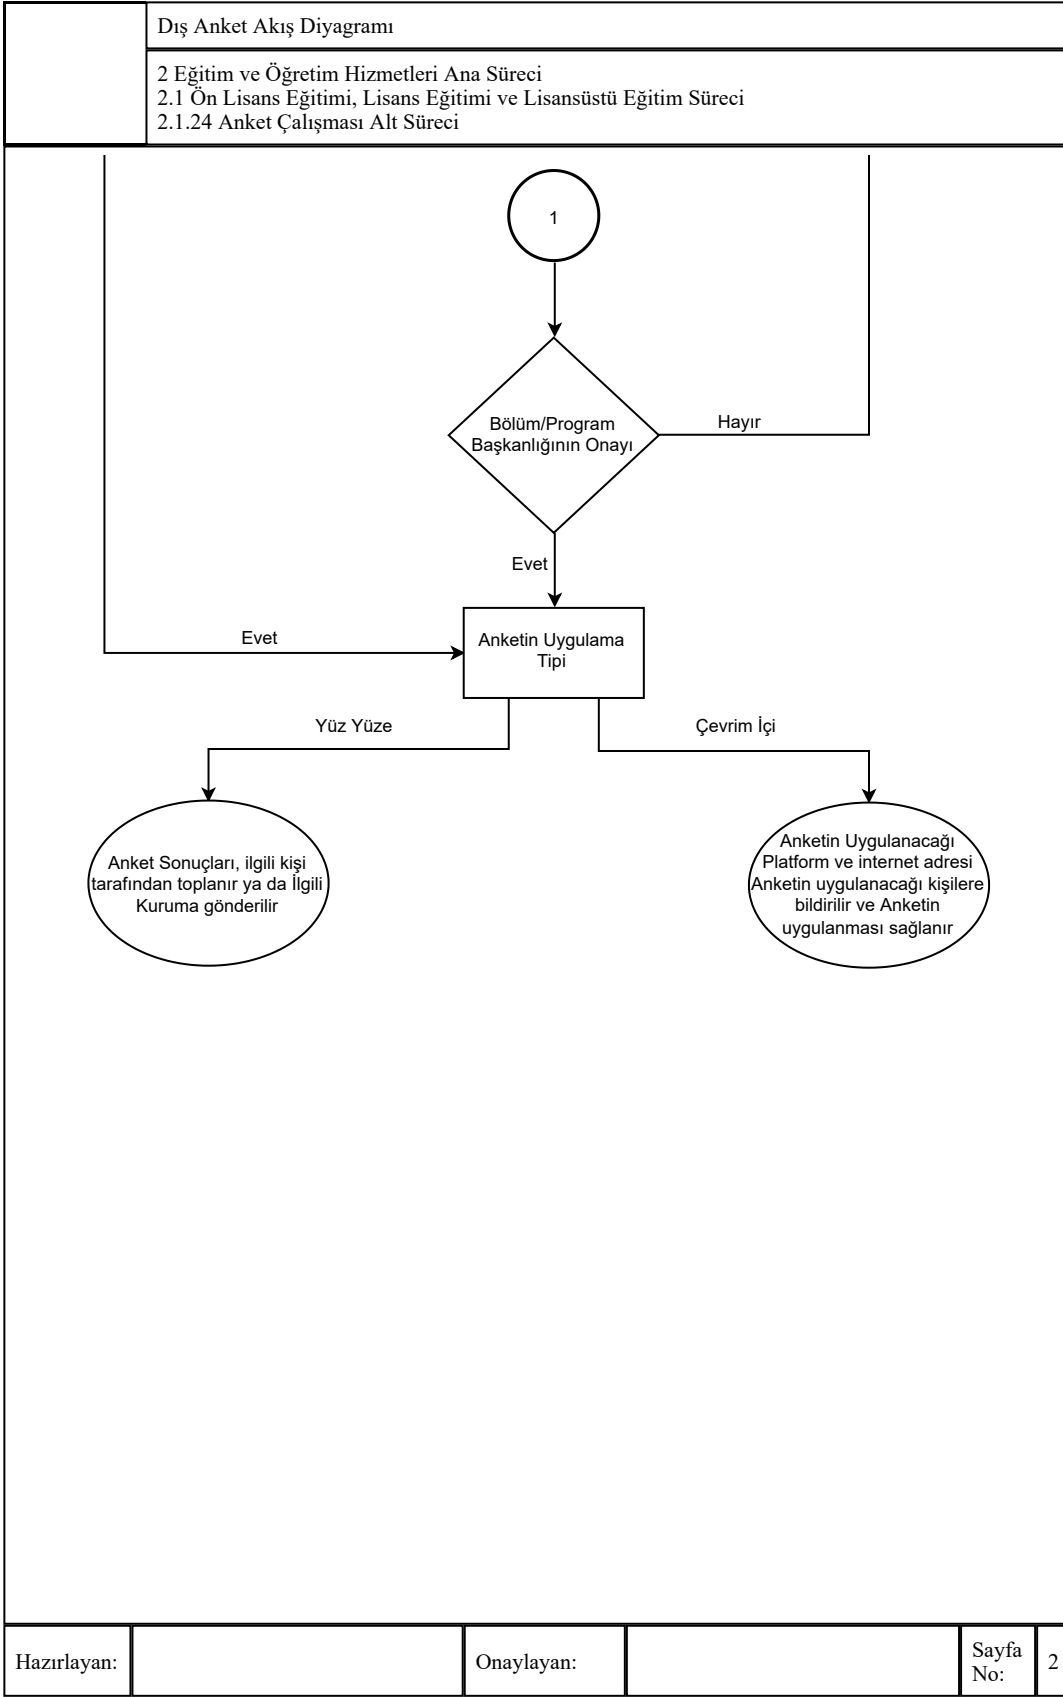 Dış Anket Akış Diyagramı
2 Eğitim ve Öğretim Hizmetleri Ana Süreci
2.1 Ön Lisans Eğitimi, Lisans Eğitimi ve Lisansüstü Eğitim Süreci
2.1.24 Anket Çalışması Alt Süreci
1
Bölüm/Program
Başkanlığının Onayı
Hayır
Evet
Evet
Anketin Uygulama
Tipi
Yüz Yüze
Çevrim İçi
Anket Sonuçları, ilgili kişi
tarafından toplanır ya da İlgili
Kuruma gönderilir
Anketin Uygulanacağı
Platform ve internet adresi
Anketin uygulanacağı kişilere
bildirilir ve Anketin
uygulanması sağlanır
Hazırlayan:
Onaylayan:
Sayfa
No:
2